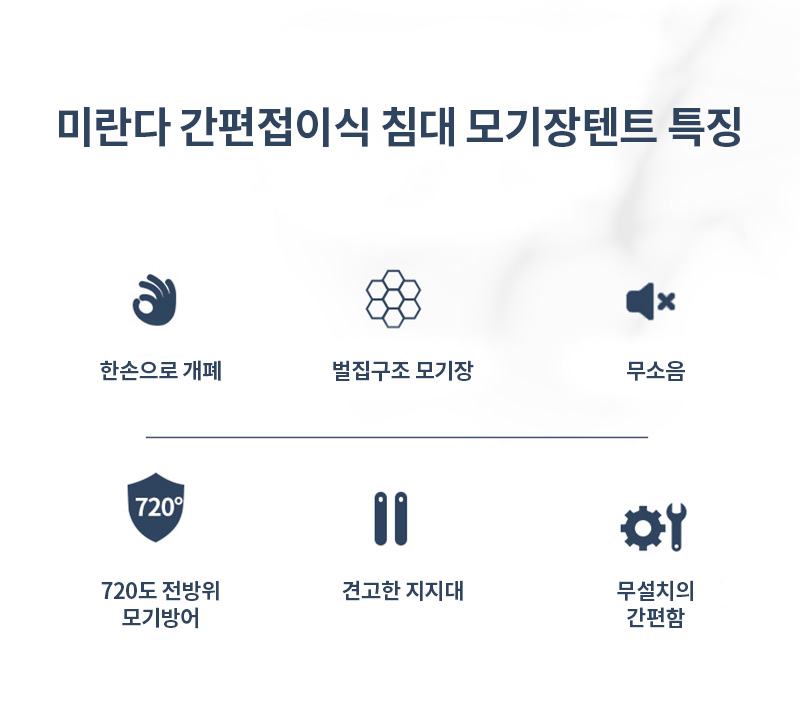 미란다 간편접이식 침대 모기장텐트 특징
한손으로 개폐
벌집구조 모기장
무소음
720°
720도 전방위
모기방어
견고한 지지대
무설치의
간편함